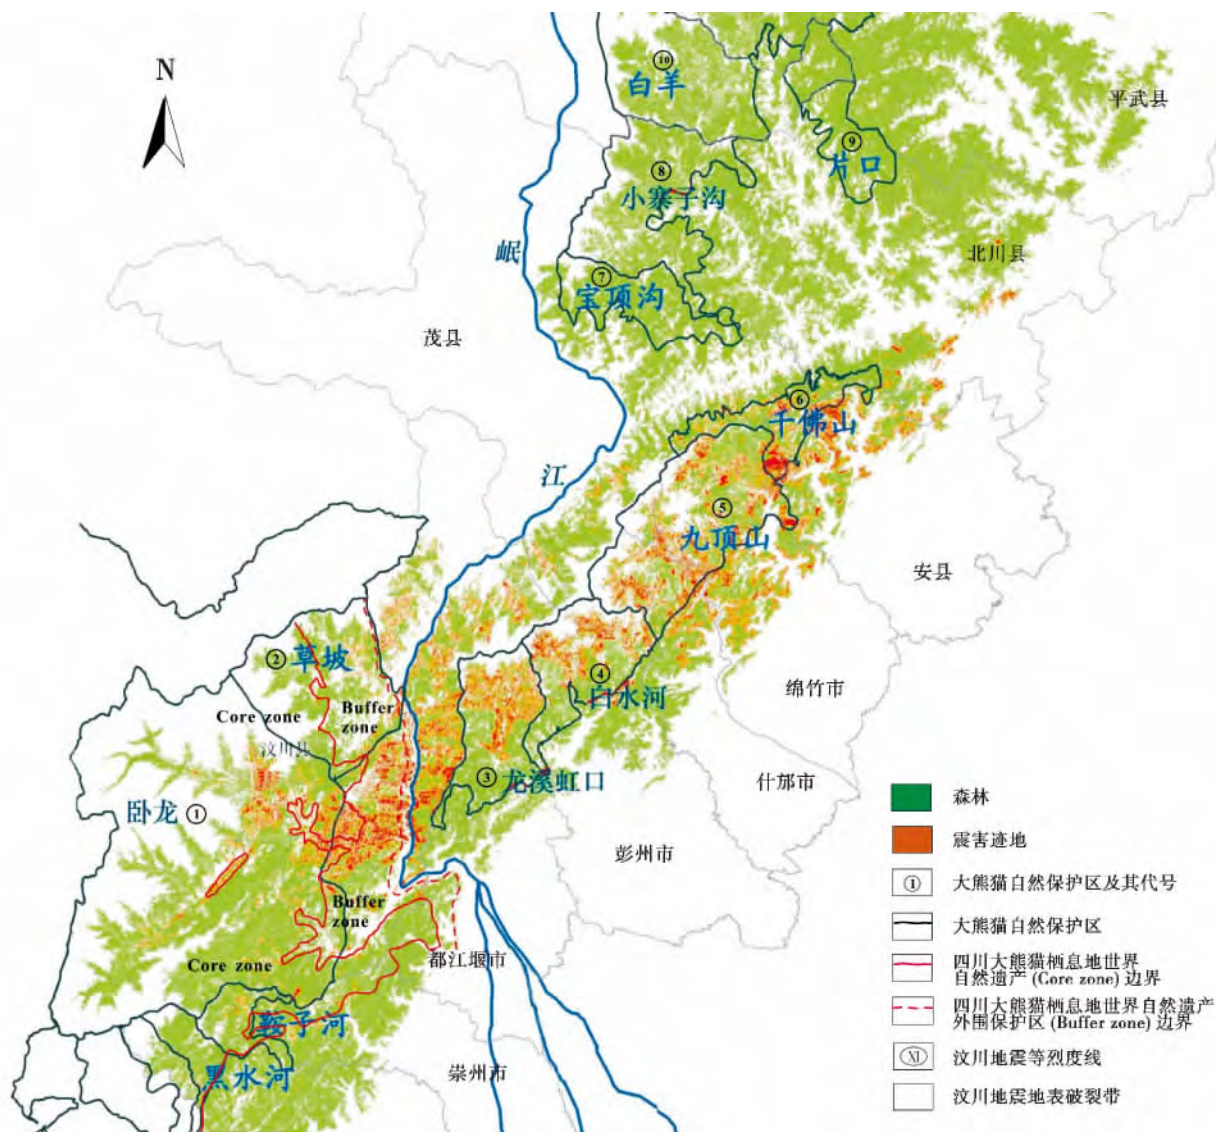 N
⑩
白羊
平武县
⑨
片口
⑧
小寨子沟
岷
北川县
⑦
宝顶沟
茂县
⑥
千佛山
江
⑤
九顶山
安县
②
草坡
④
白水河
绵竹市
Core zone
Buffer
zone
汶川县
③
龙溪虹口
什邡市
卧龙
①
彭州市
Buffer
zone
Core zone
都江堰市
鞍子河
黑水河
崇州市
森林
震害迹地
① 大熊猫自然保护区及其代号
大熊猫自然保护区
四川大熊猫栖息地世界
自然遗产 (Core zone) 边界
四川大熊猫栖息地世界自然遗产
外围保护区 (Buffer zone) 边界
XI 汶川地震等烈度线
汶川地震地表破裂带